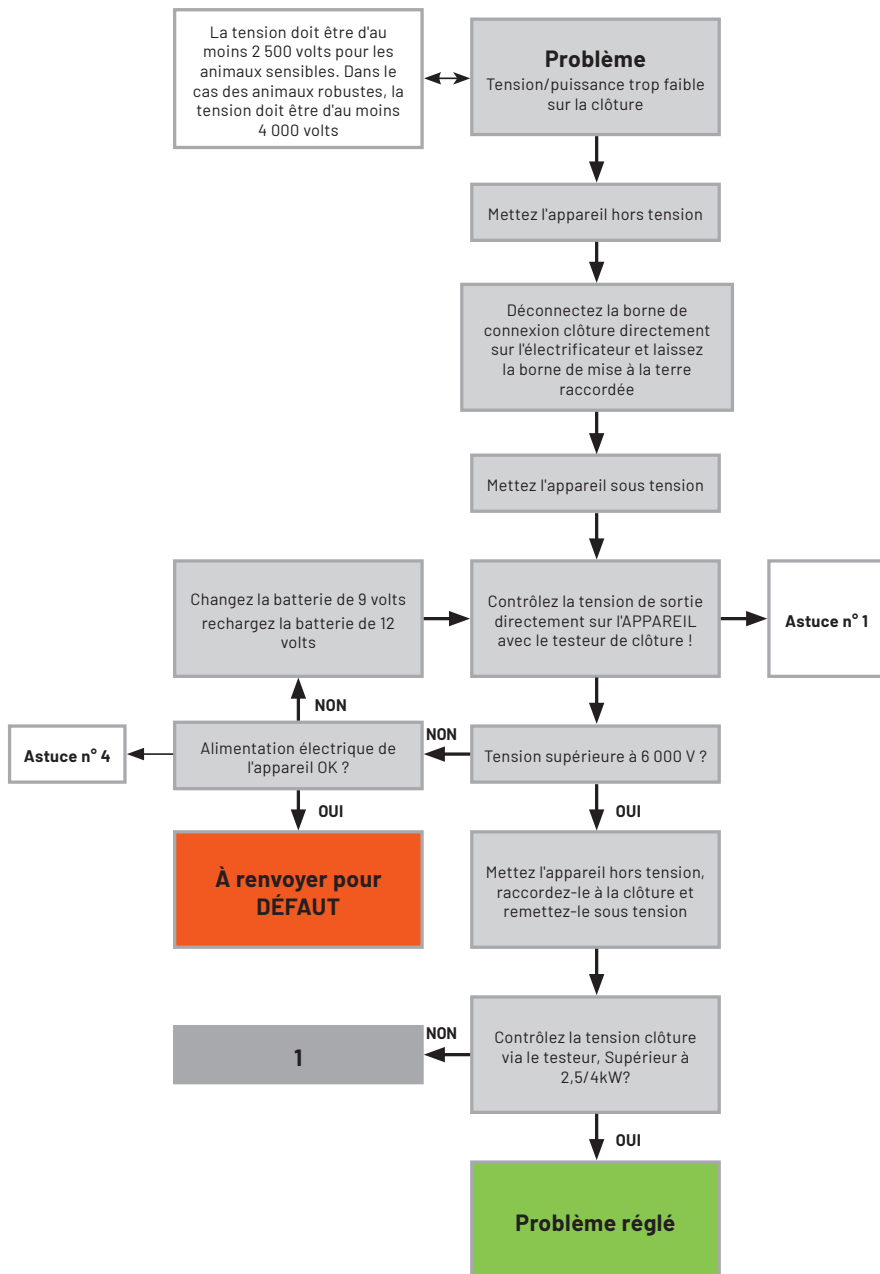 La tension doit être d'au
moins 2 500 volts pour les
animaux sensibles. Dans le
cas des animaux robustes, la
tension doit être d'au moins
4 000 volts
Problème
Tension/puissance trop faible
sur la clôture
Mettez l'appareil hors tension
Déconnectez la borne de
connexion clôture directement
sur l'électrificateur et laissez
la borne de mise à la terre
raccordée
Mettez l'appareil sous tension
Changez la batterie de 9 volts
rechargez la batterie de 12
volts
Contrôlez la tension de sortie
directement sur l'APPAREIL
avec le testeur de clôture !
Astuce n° 1
NON
Astuce n° 4
Alimentation électrique de
l'appareil OK ?
NON
Tension supérieure à 6 000 V ?
OUI
OUI
À renvoyer pour
DÉFAUT
Mettez l'appareil hors tension,
raccordez-le à la clôture et
remettez-le sous tension
1
NON
Contrôlez la tension clôture
via le testeur, Supérieur à
2,5/4kW?
OUI
Problème réglé